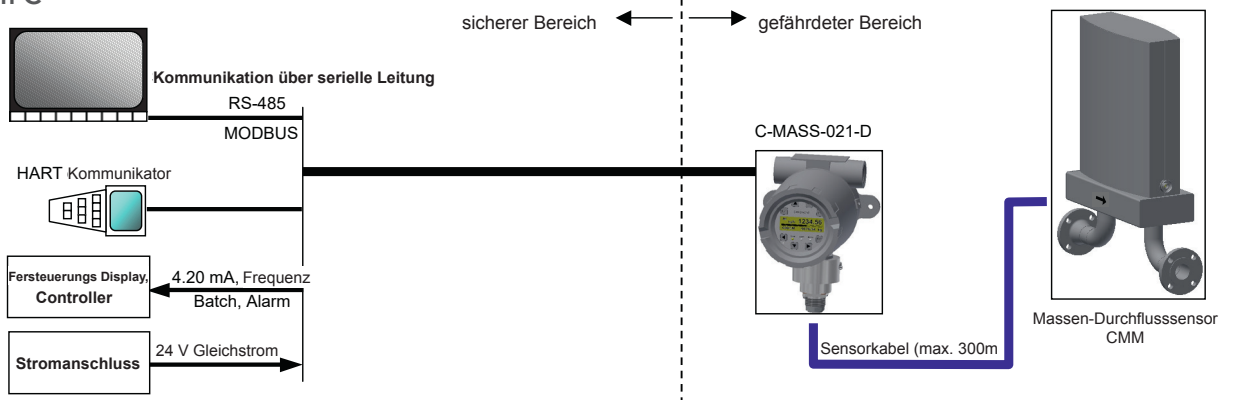 sicherer Bereich
gefährdeter Bereich
Kommunikation über serielle Leitung
RS-485
MODBUS
C-MASS-021-D
HART Kommunikator
Fersteuerungs Display,
Controller
4.20 mA, Frequenz
Batch, Alarm
Stromanschluss
24 V Gleichstrom
Sensorkabel (max. 300m
Massen-Durchflusssensor
CMM